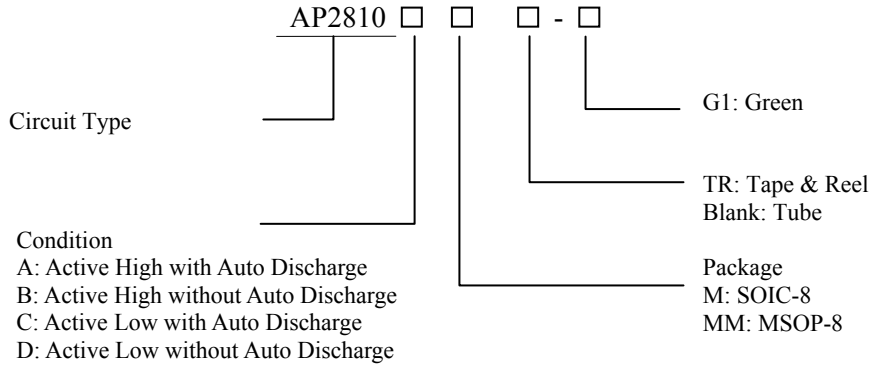 AP2810 □ □ □ - □
Circuit Type
Condition
A: Active High with Auto Discharge
B: Active High without Auto Discharge
C: Active Low with Auto Discharge
D: Active Low without Auto Discharge
G1: Green
TR: Tape & Reel
Blank: Tube
Package
M: SOIC-8
MM: MSOP-8